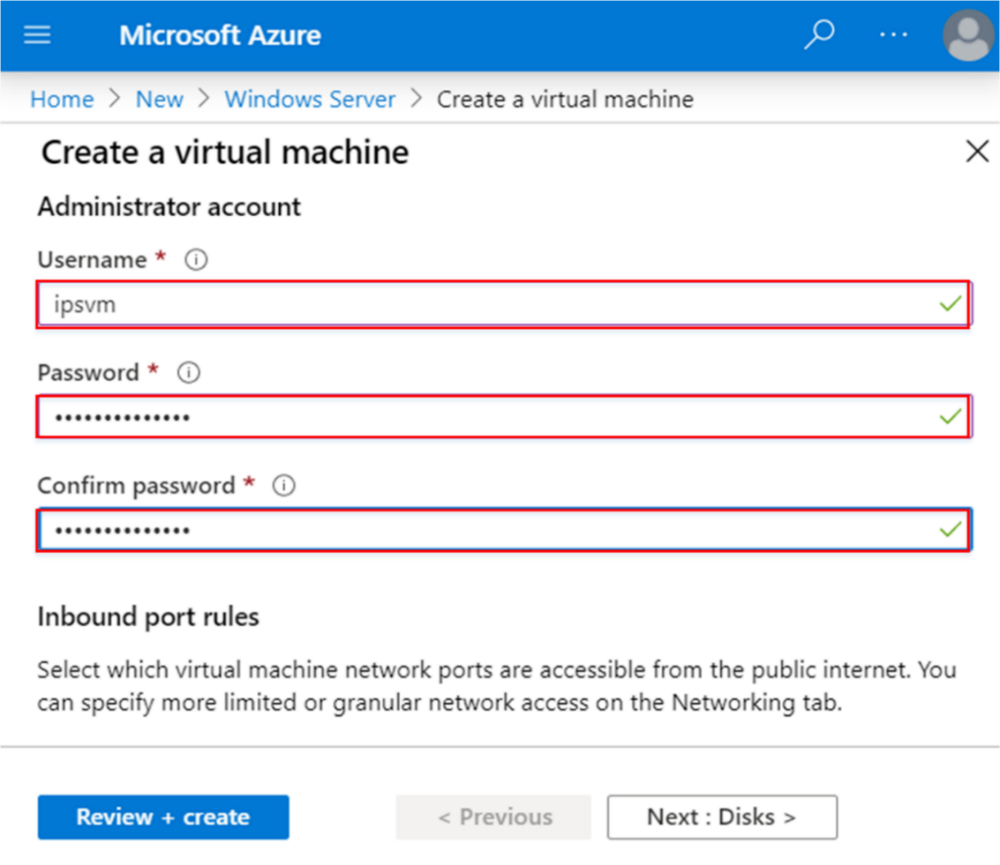 Microsoft Azure
Home > New > Windows Server > Create a virtual machine
Create a virtual machine
Administrator account
Username *
ipsvm
Password *
••••••••••••••
Confirm password *
••••••••••••••
Inbound port rules
Select which virtual machine network ports are accessible from the public internet. You
can specify more limited or granular network access on the Networking tab.
Review + create < Previous Next : Disks >